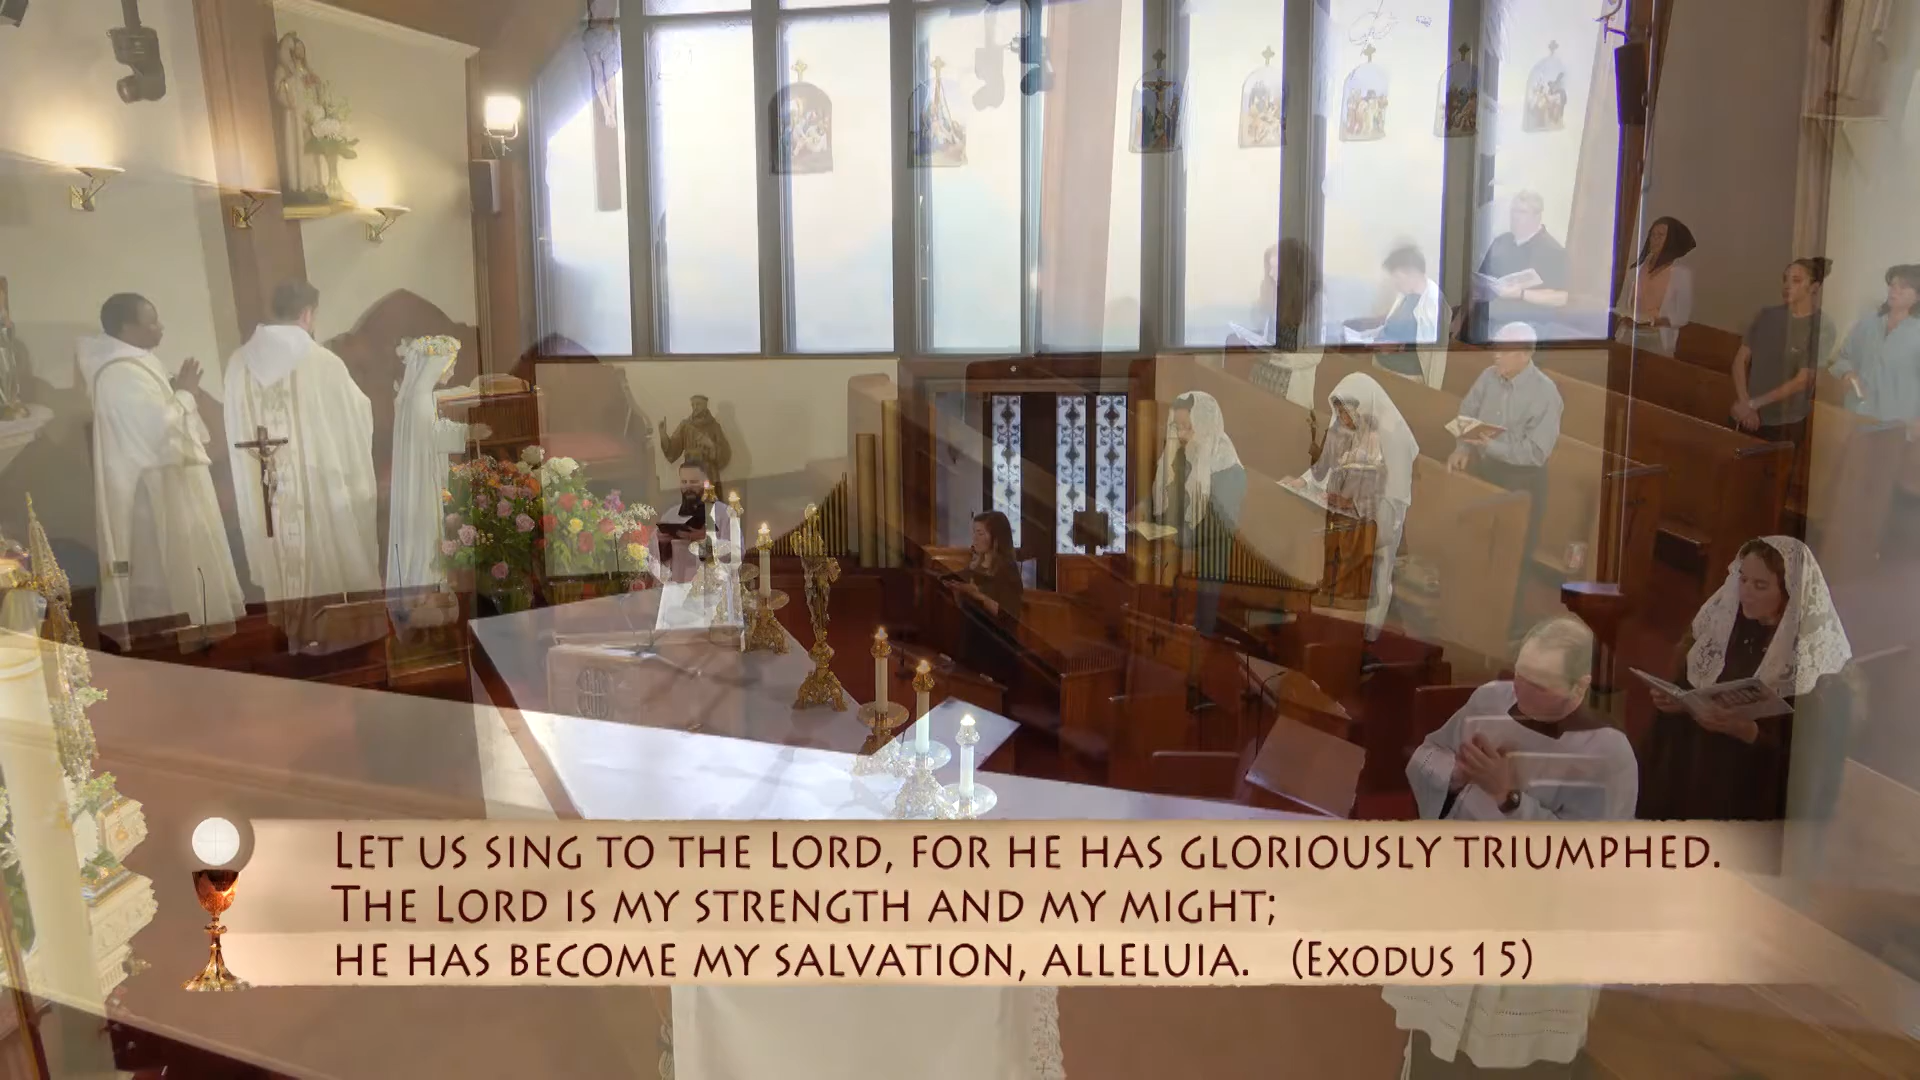 LET US SING TO THE LORD, FOR HE HAS GLORIOUSLY TRIUMPHED.
THE LORD IS MY STRENGTH AND MY MIGHT;
HE HAS BECOME MY SALVATION, ALLELUIA. (EXODUS 15)